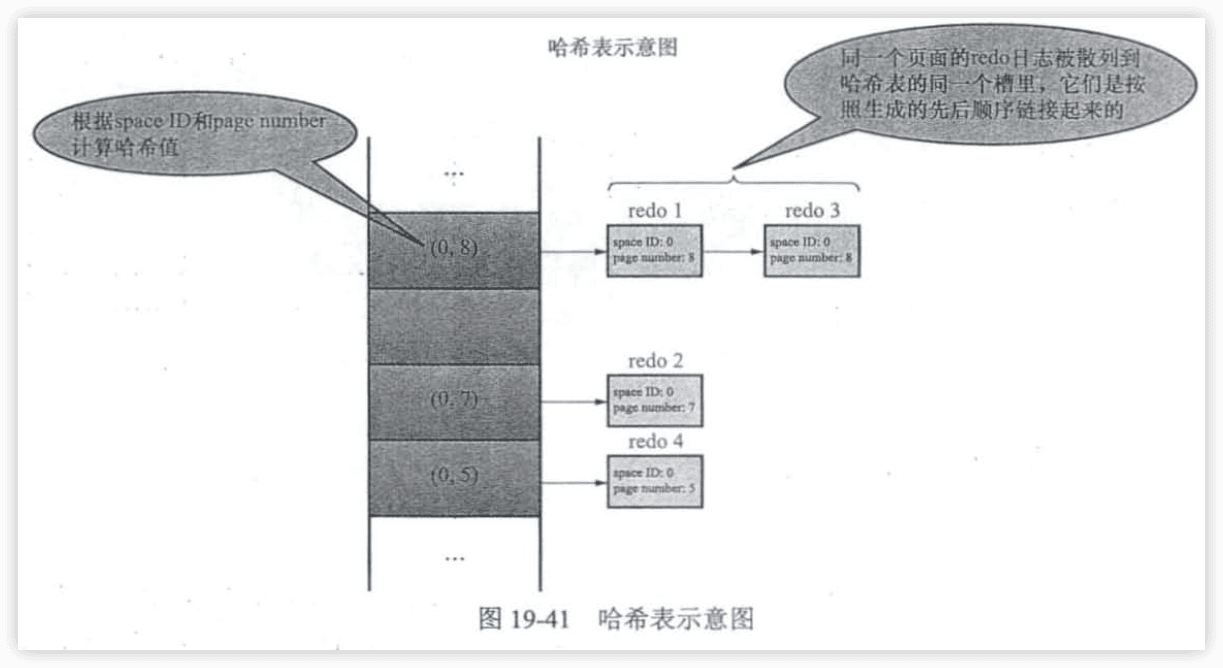 哈希表示意图
同一个页面的redo日志被散列到
哈希表的同一个槽里，它们是按
照生成的先后顺序链接起来的
根据space ID和page number
计算哈希值
...
redo 1
redo 3
(0, 8)
space ID: 0
page number: 8
space ID: 0
page number: 8
redo 2
(0, 7)
space ID: 0
page number: 7
redo 4
(0, 5)
space ID: 0
page number: 5
...
图 19-41 哈希表示意图